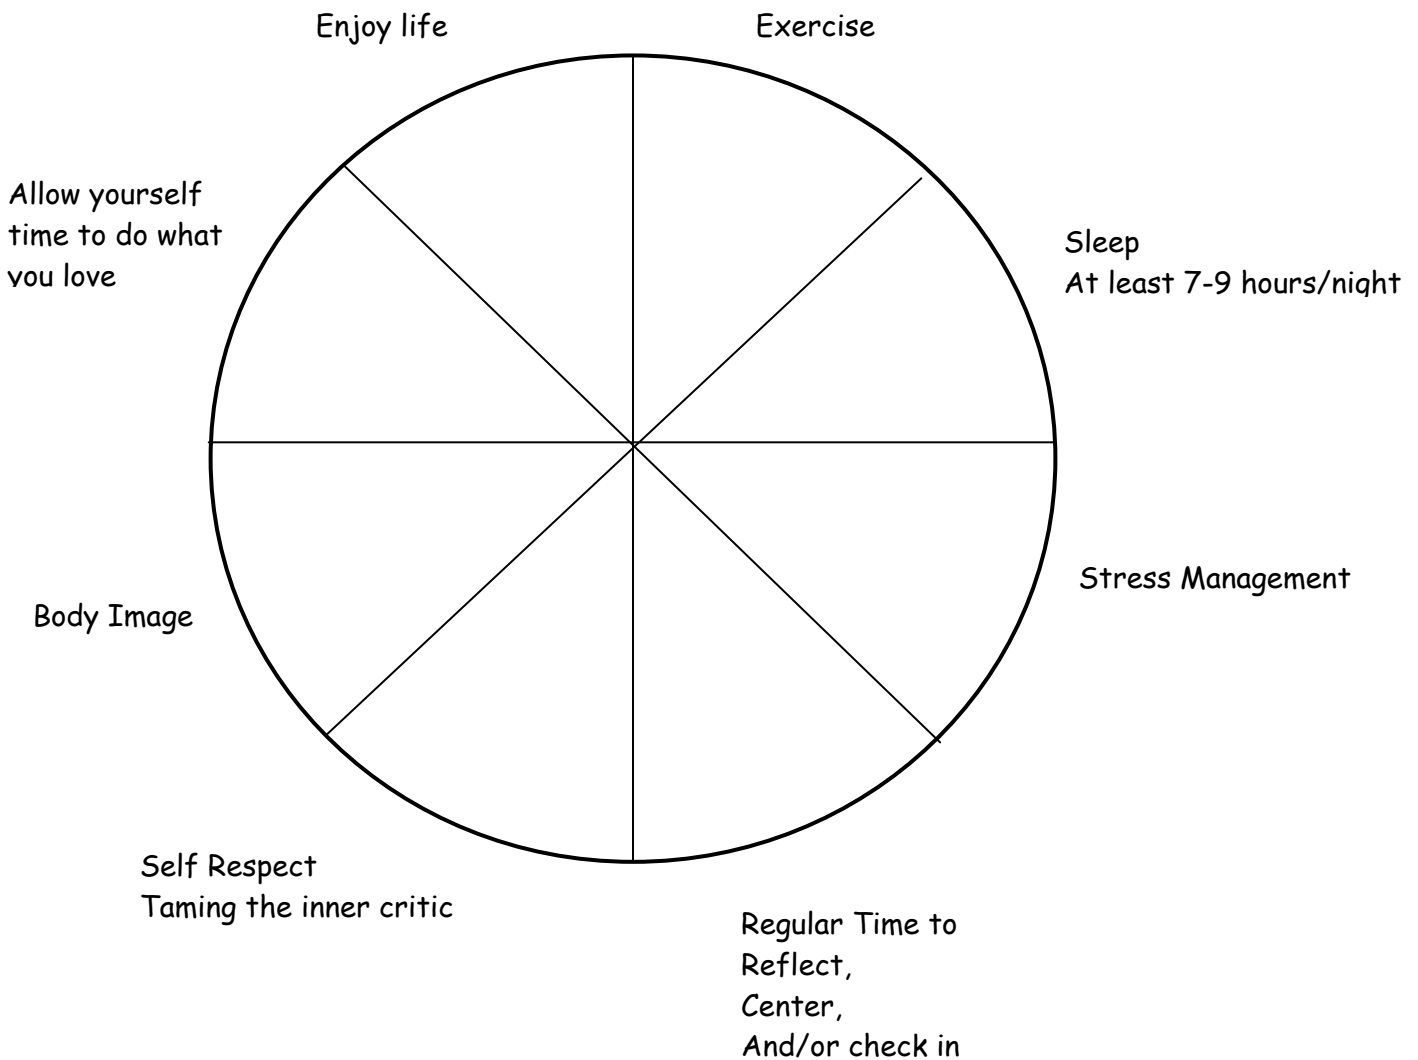 Enjoy life
Exercise
Allow yourself
time to do what
you love
Sleep
At least 7-9 hours/night
Stress Management
Body Image
Self Respect
Taming the inner critic
Regular Time to
Reflect,
Center,
And/or check in